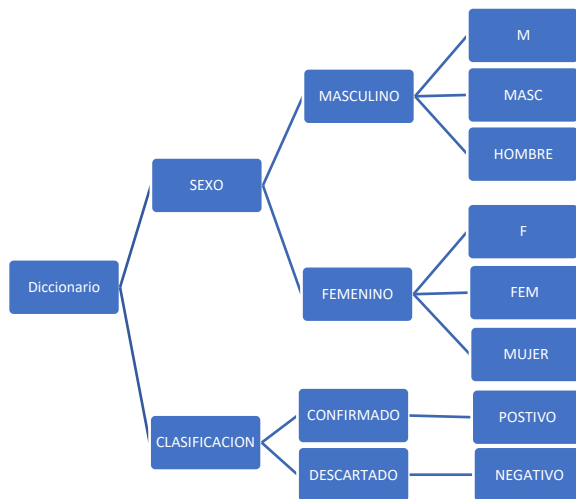 Diccionario
SEXO
MASCULINO
M
MASC
HOMBRE
FEMENINO
F
FEM
MUJER
CLASIFICACION
CONFIRMADO
POSTIVO
DESCARTADO
NEGATIVO